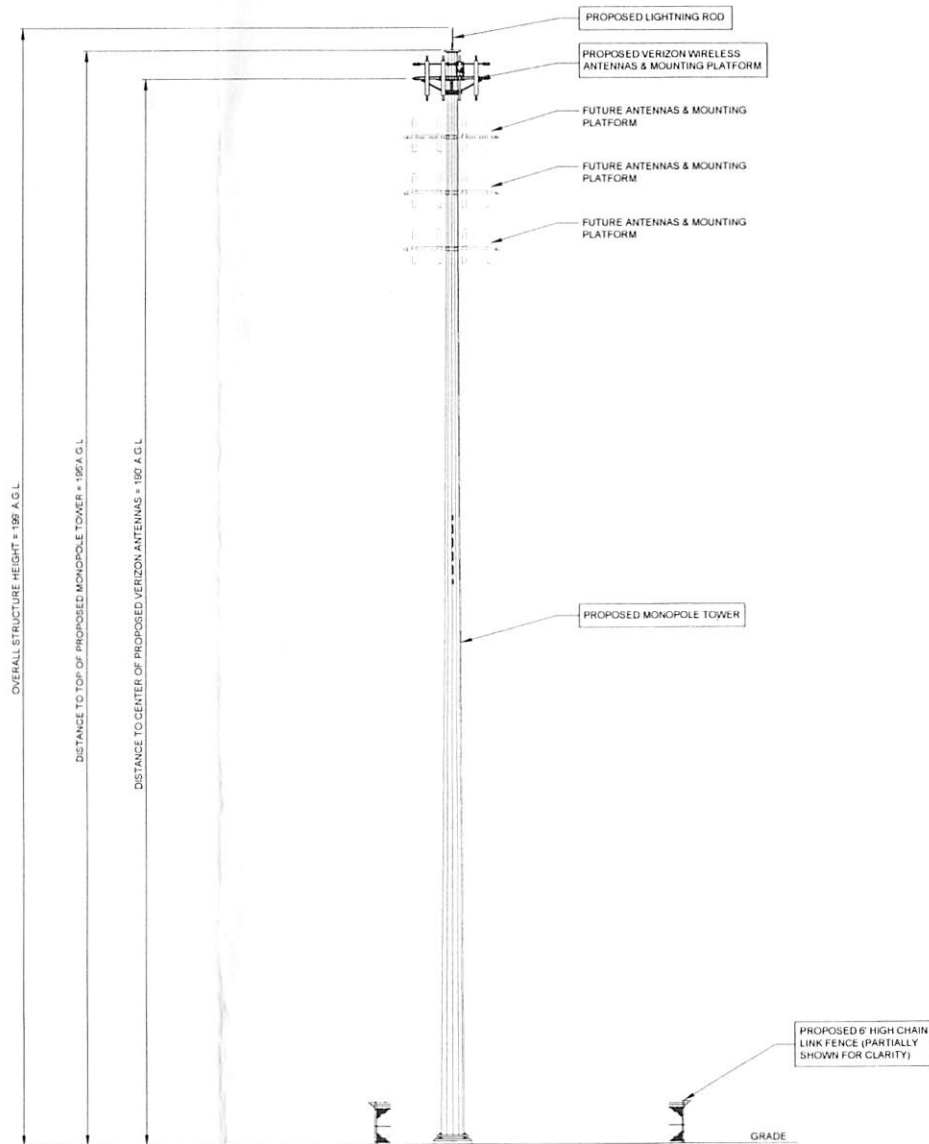 PROPOSED LIGHTNING ROD
PROPOSED VERIZON WIRELESS
ANTENNAS & MOUNTING PLATFORM
FUTURE ANTENNAS & MOUNTING
PLATFORM
FUTURE ANTENNAS & MOUNTING
PLATFORM
FUTURE ANTENNAS & MOUNTING
PLATFORM
OVERALL STRUCTURE HEIGHT = 199' A.G.L.
DISTANCE TO TOP OF PROPOSED MONOPOLE TOWER = 195' A.G.L.
DISTANCE TO CENTER OF PROPOSED VERIZON ANTENNAS = 190' A.G.L.
PROPOSED MONOPOLE TOWER
PROPOSED 6' HIGH CHAIN
LINK FENCE (PARTIALLY
SHOWN FOR CLARITY)
GRADE